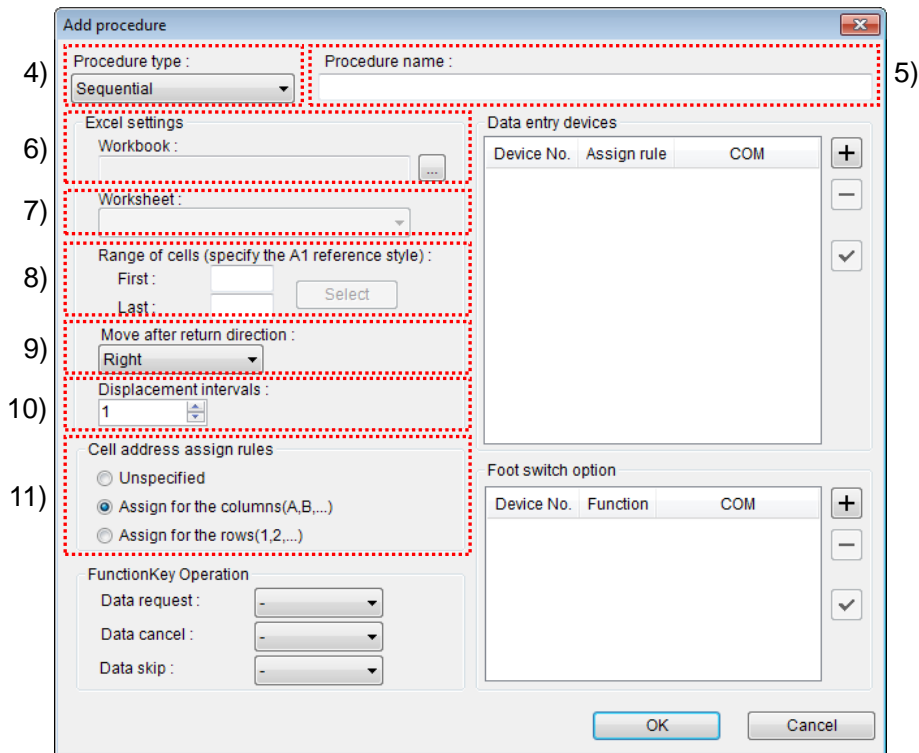 Add procedure
4)
Procedure type :
Sequential
Procedure name :
5)
Excel settings
6)
Workbook :
...
7)
Worksheet :
8)
Range of cells (specify the A1 reference style) :
First :
Last :
Select
9)
Move after return direction :
Right
10)
Displacement intervals :
1
11)
Cell address assign rules
Unspecified
Assign for the columns(A,B,...)
Assign for the rows(1,2,...)
FunctionKey Operation
Data request : -
Data cancel : -
Data skip : -
Data entry devices
Device No. Assign rule COM
Foot switch option
Device No. Function COM
OK Cancel